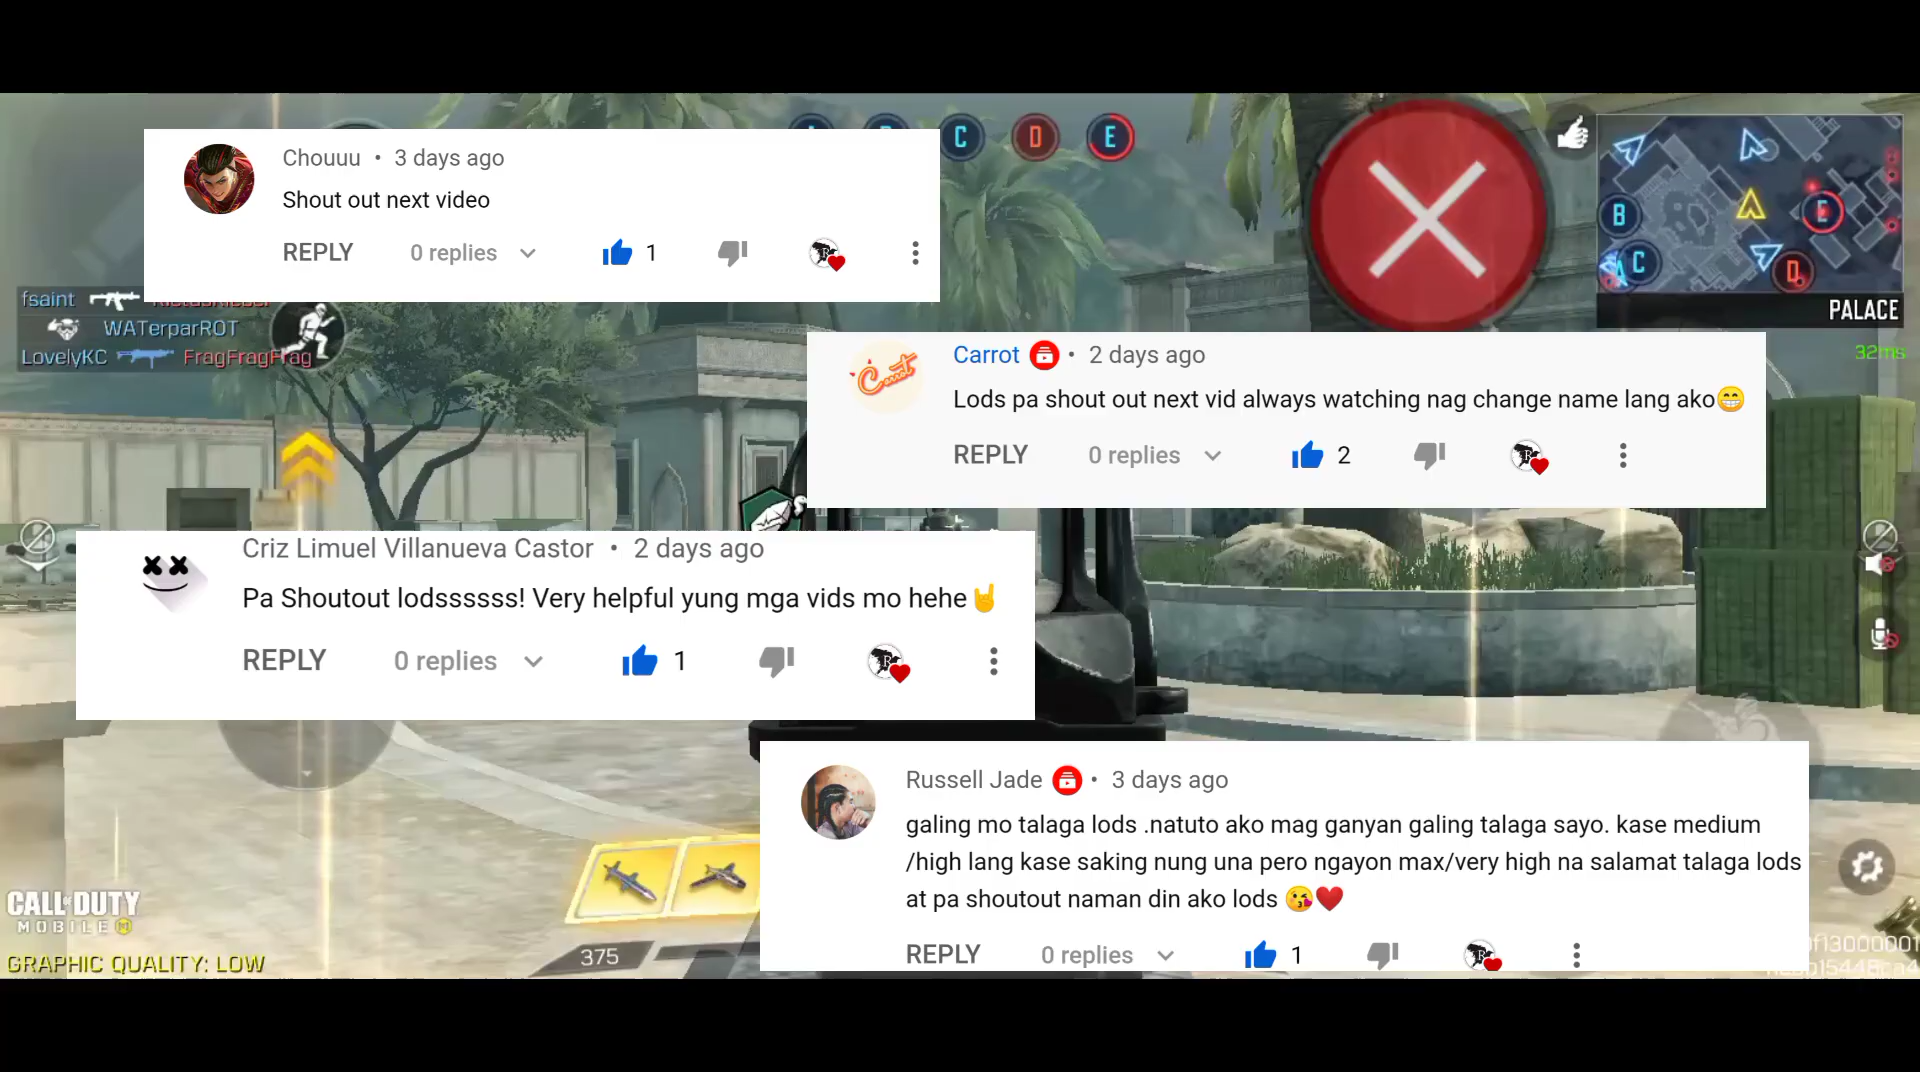 Chouuu • 3 days ago
Shout out next video
REPLY 0 replies 1
C D E
B
E
C
D
PALACE
32ms
fsaint
WATerparROT
LovelyKC FragFragFrag
Carrot • 2 days ago
Lods pa shout out next vid always watching nag change name lang ako😁
REPLY 0 replies 2
Criz Limuel Villanueva Castor • 2 days ago
Pa Shoutout lodssssss! Very helpful yung mga vids mo hehe🤘
REPLY 0 replies 1
Russell Jade • 3 days ago
galing mo talaga lods .natuto ako mag ganyan galing talaga sayo. kase medium
/high lang kase saking nung una pero ngayon max/very high na salamat talaga lods
at pa shoutout naman din ako lods 😘❤️
REPLY 0 replies 1
CALL OF DUTY
MOBILE
GRAPHIC QUALITY: LOW
375